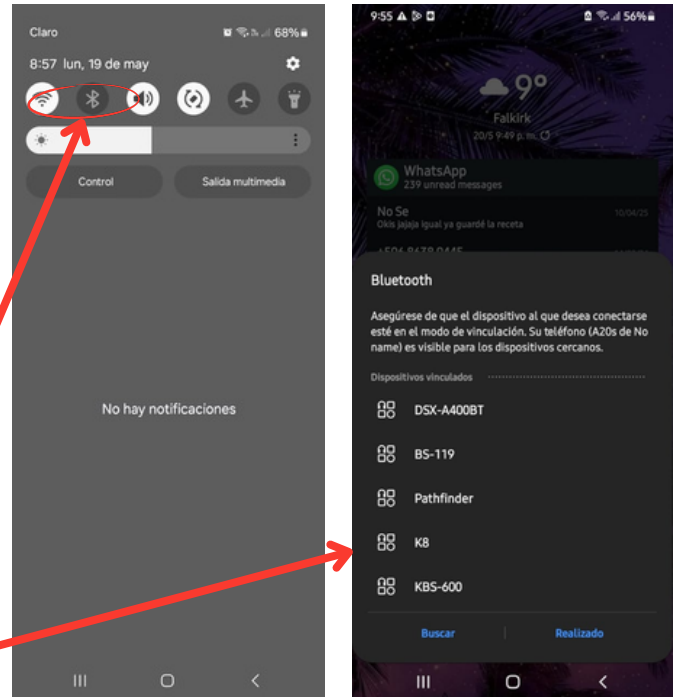 Claro
68%
8:57 lun, 19 de may
Control
Salida multimedia
No hay notificaciones
9:55
56%
9°
Falkirk
20/5 9:49 p. m.
WhatsApp
239 unread messages
No Se
10/04/25
Okis jajaja igual ya guardé la receta
Bluetooth
Asegúrese de que el dispositivo al que desea conectarse
esté en el modo de vinculación. Su teléfono (A20s de No
name) es visible para los dispositivos cercanos.
Dispositivos vinculados
DSX-A400BT
BS-119
Pathfinder
K8
KBS-600
Buscar
Realizado